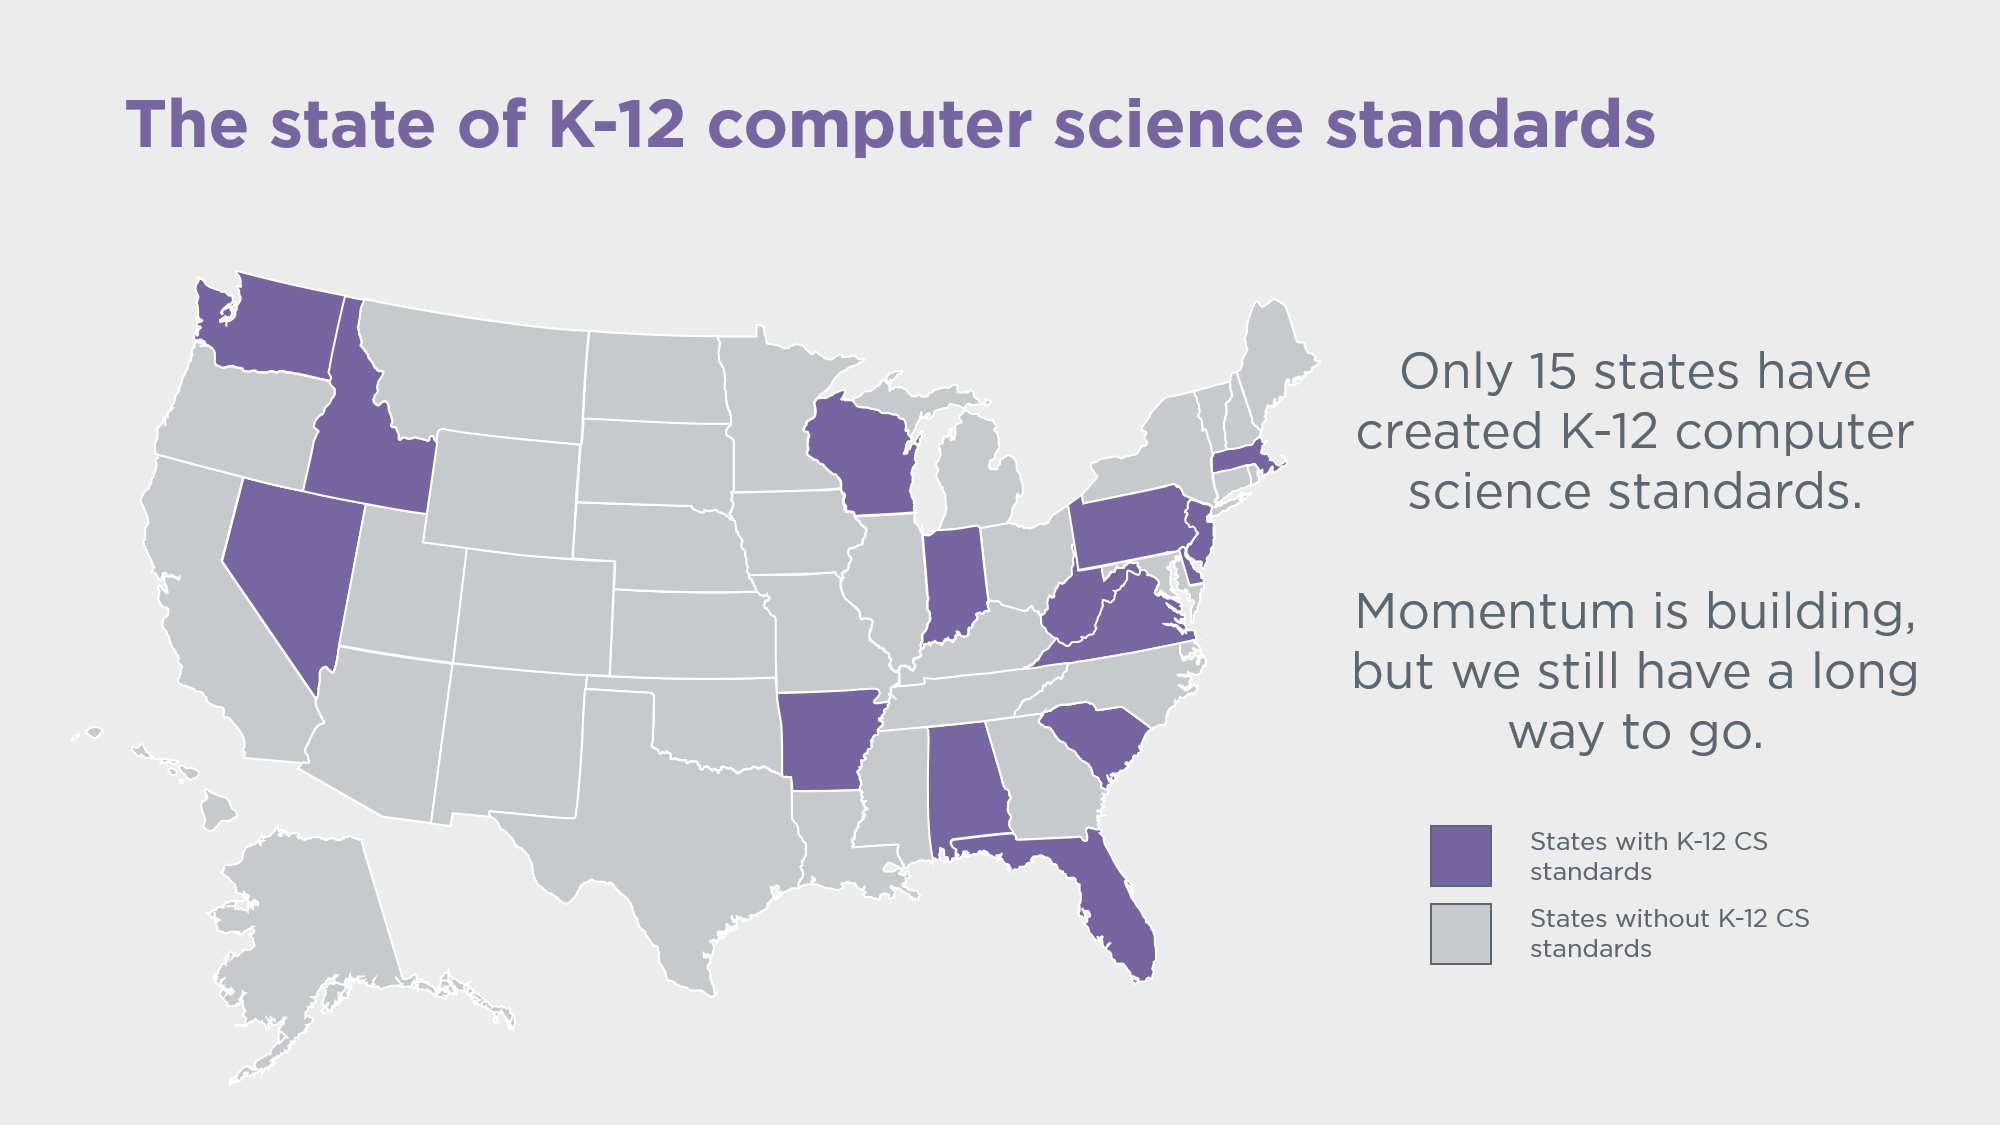 The state of K-12 computer science standards
Only 15 states have
created K-12 computer
science standards.
Momentum is building,
but we still have a long
way to go.
States with K-12 CS
standards
States without K-12 CS
standards